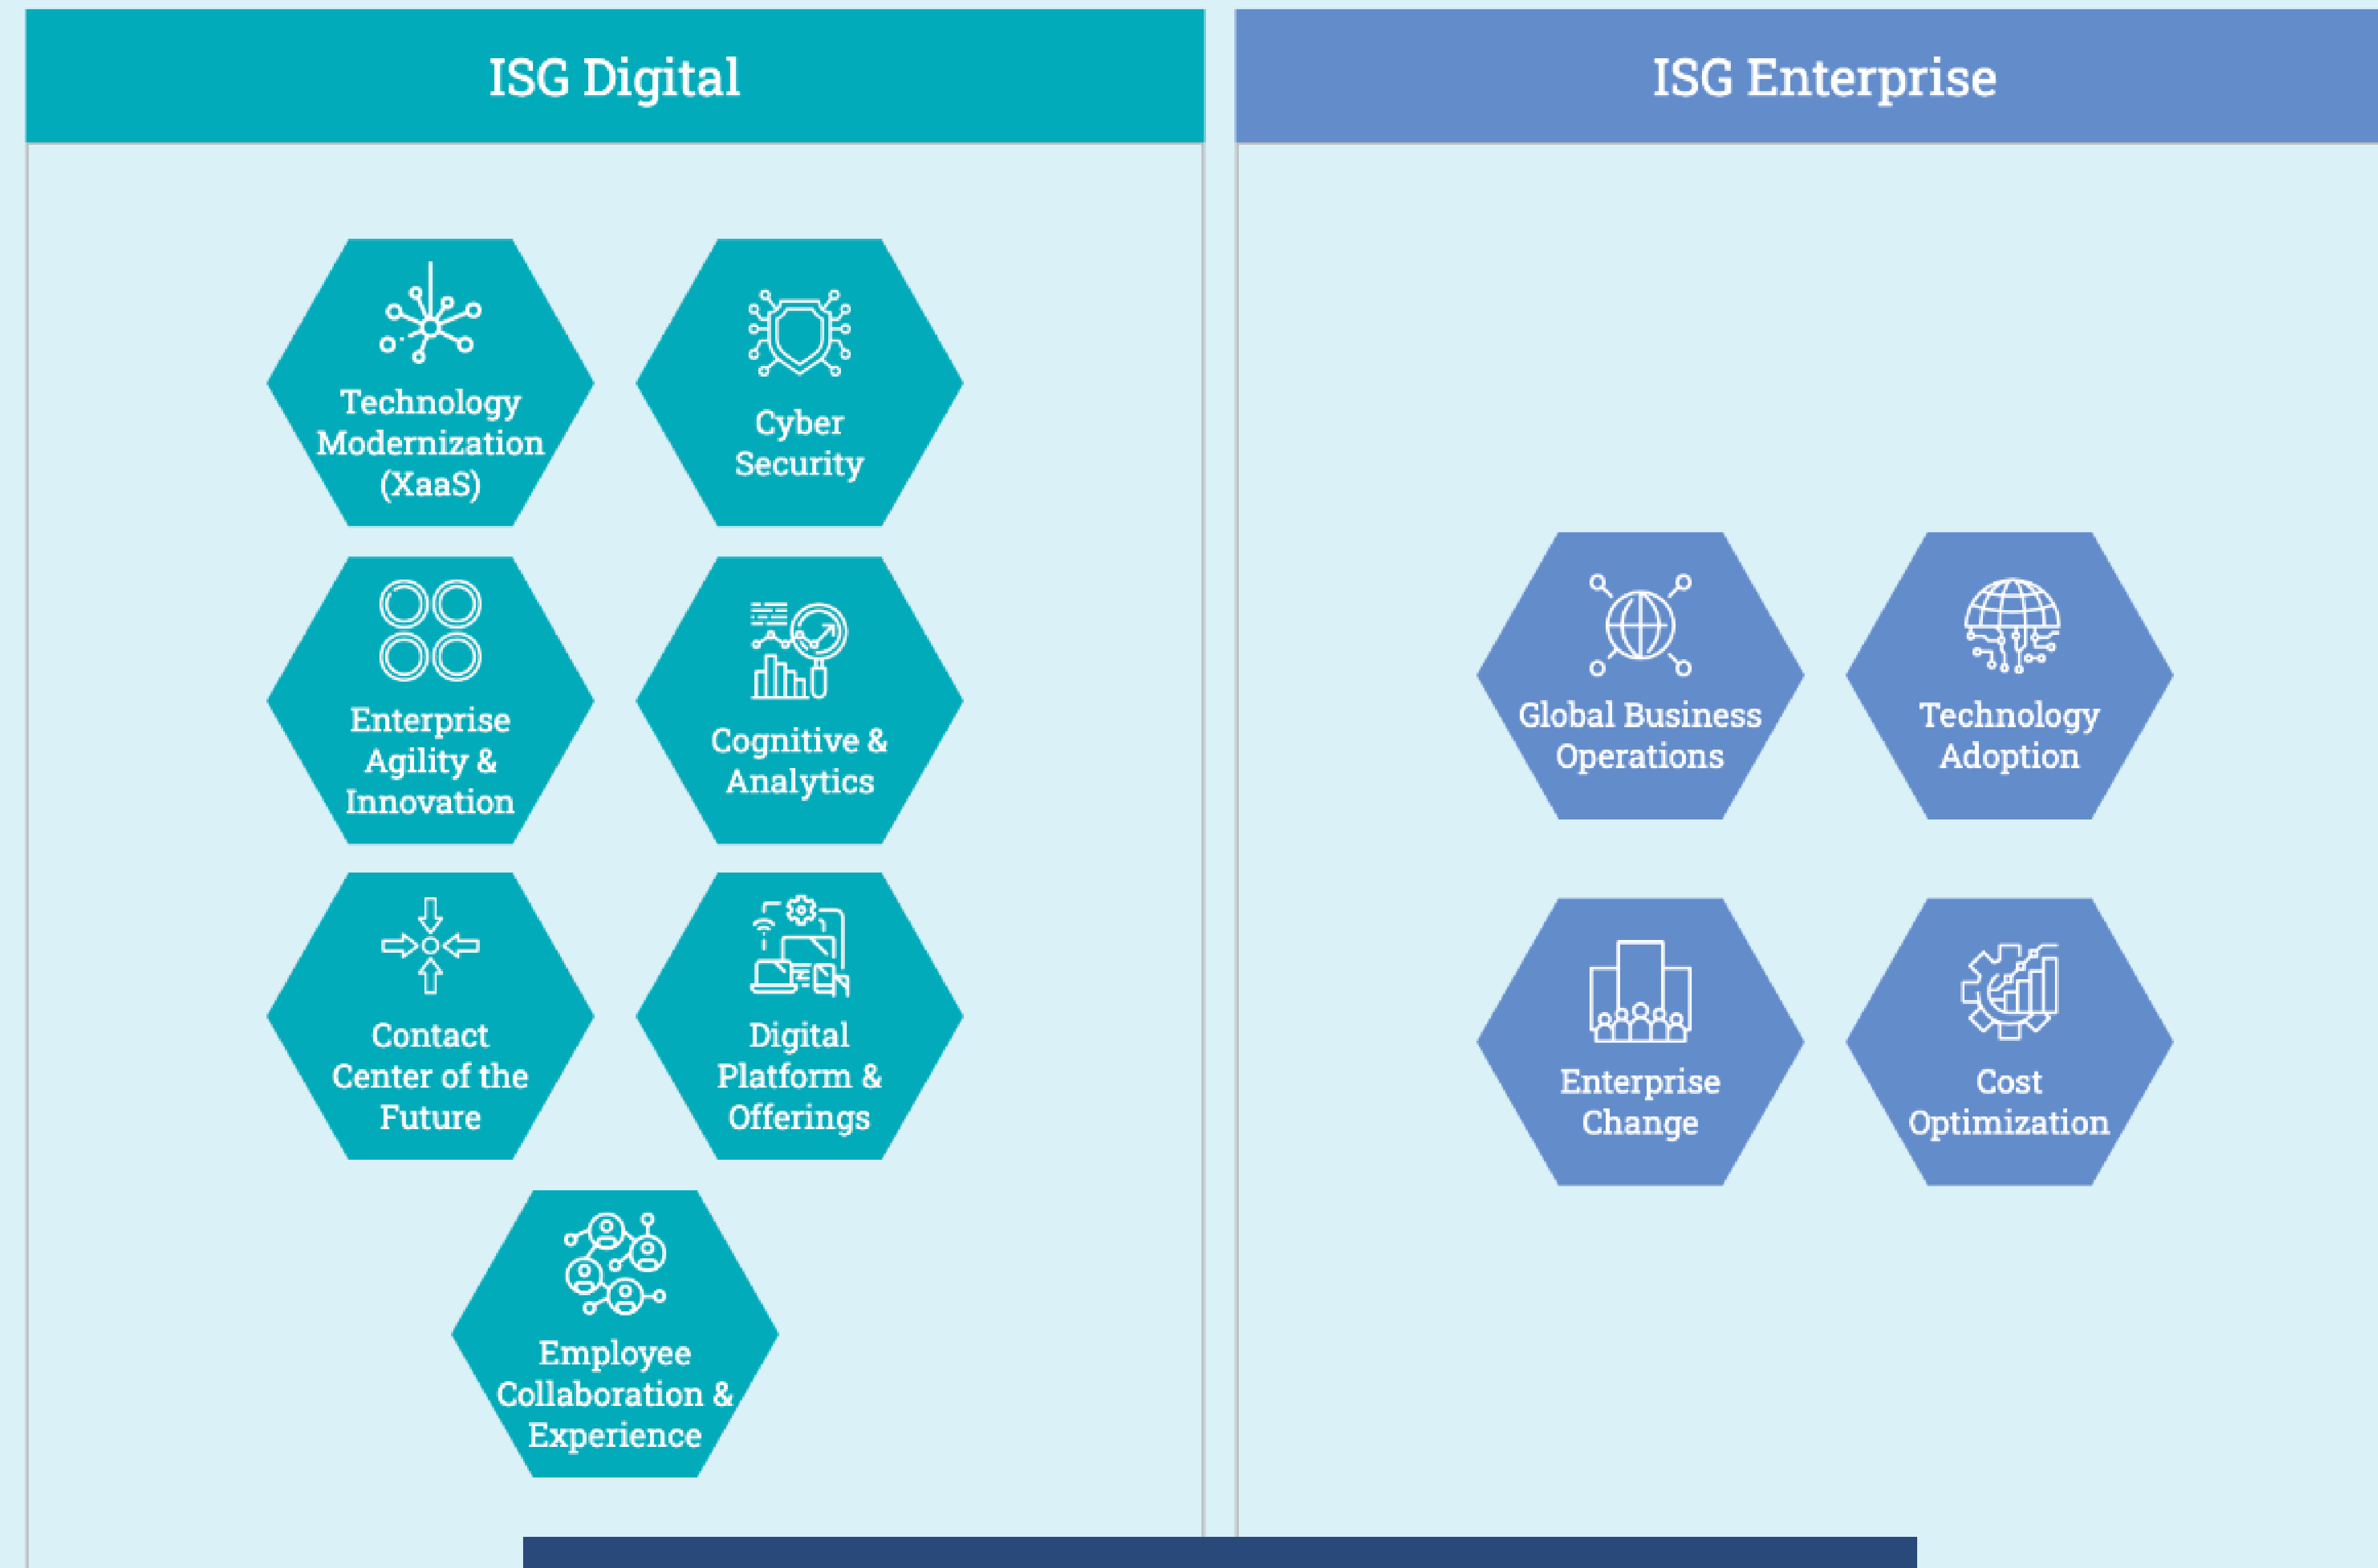 ISG Digital
Technology
Modernization
(XaaS)
Cyber
Security
Enterprise
Agility &
Innovation
Cognitive &
Analytics
Contact
Center of the
Future
Digital
Platform &
Offerings
Employee
Collaboration &
Experience
ISG Enterprise
Global Business
Operations
Technology
Adoption
Enterprise
Change
Cost
Optimization